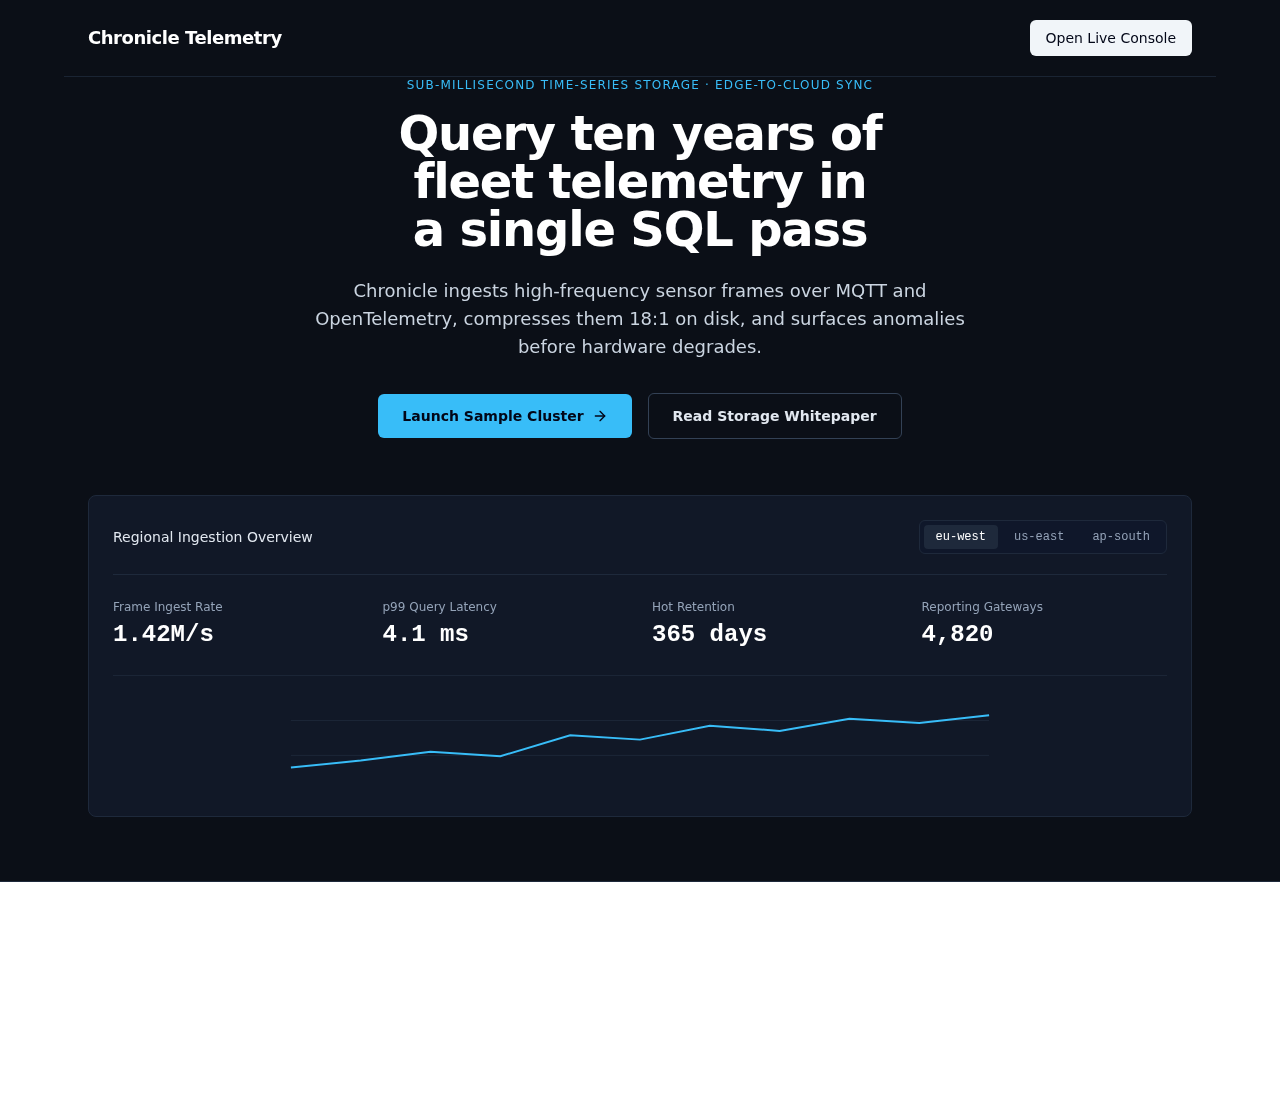 Chronicle Telemetry
Open Live Console
SUB-MILLISECOND TIME-SERIES STORAGE · EDGE-TO-CLOUD SYNC
Query ten years of
fleet telemetry in
a single SQL pass
Chronicle ingests high-frequency sensor frames over MQTT and
OpenTelemetry, compresses them 18:1 on disk, and surfaces anomalies
before hardware degrades.
Launch Sample Cluster →
Read Storage Whitepaper
Regional Ingestion Overview
eu-west
us-east
ap-south
Frame Ingest Rate
1.42M/s
p99 Query Latency
4.1 ms
Hot Retention
365 days
Reporting Gateways
4,820